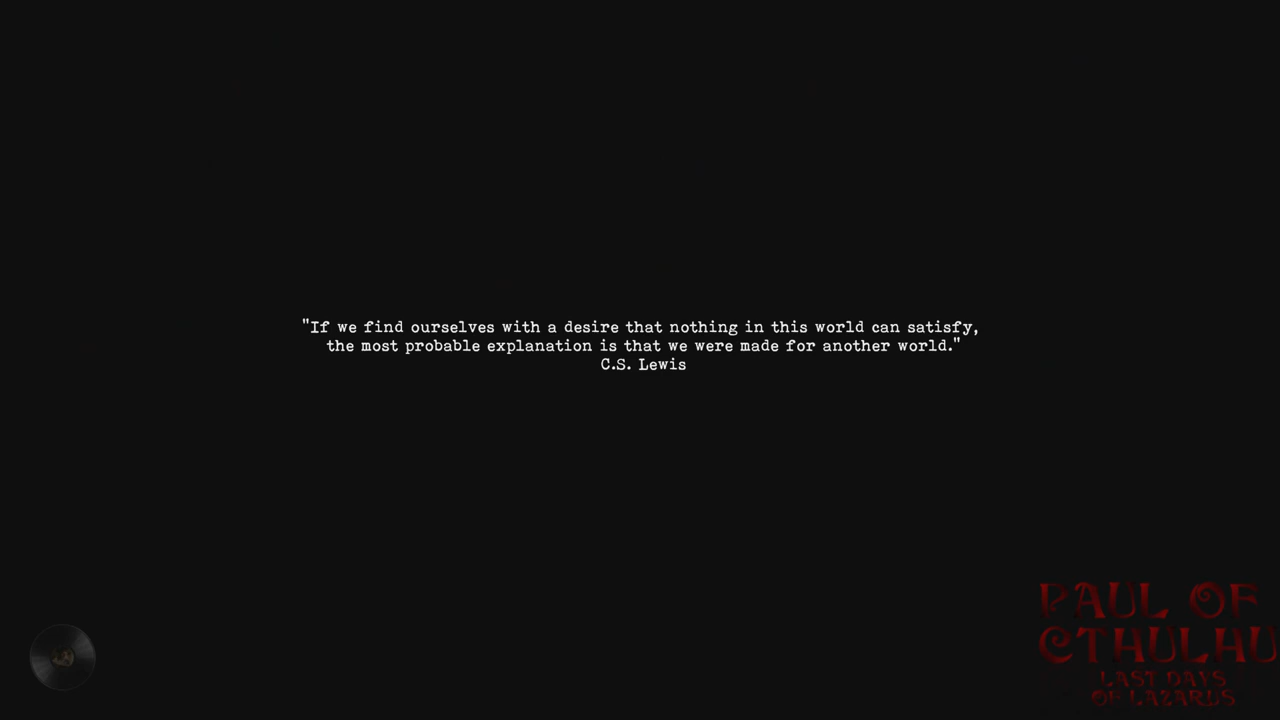 "If we find ourselves with a desire that nothing in this world can satisfy,
the most probable explanation is that we were made for another world."
C.S. Lewis
PAUL OF
CTHULHU
LAST DAYS
OF LAZARUS